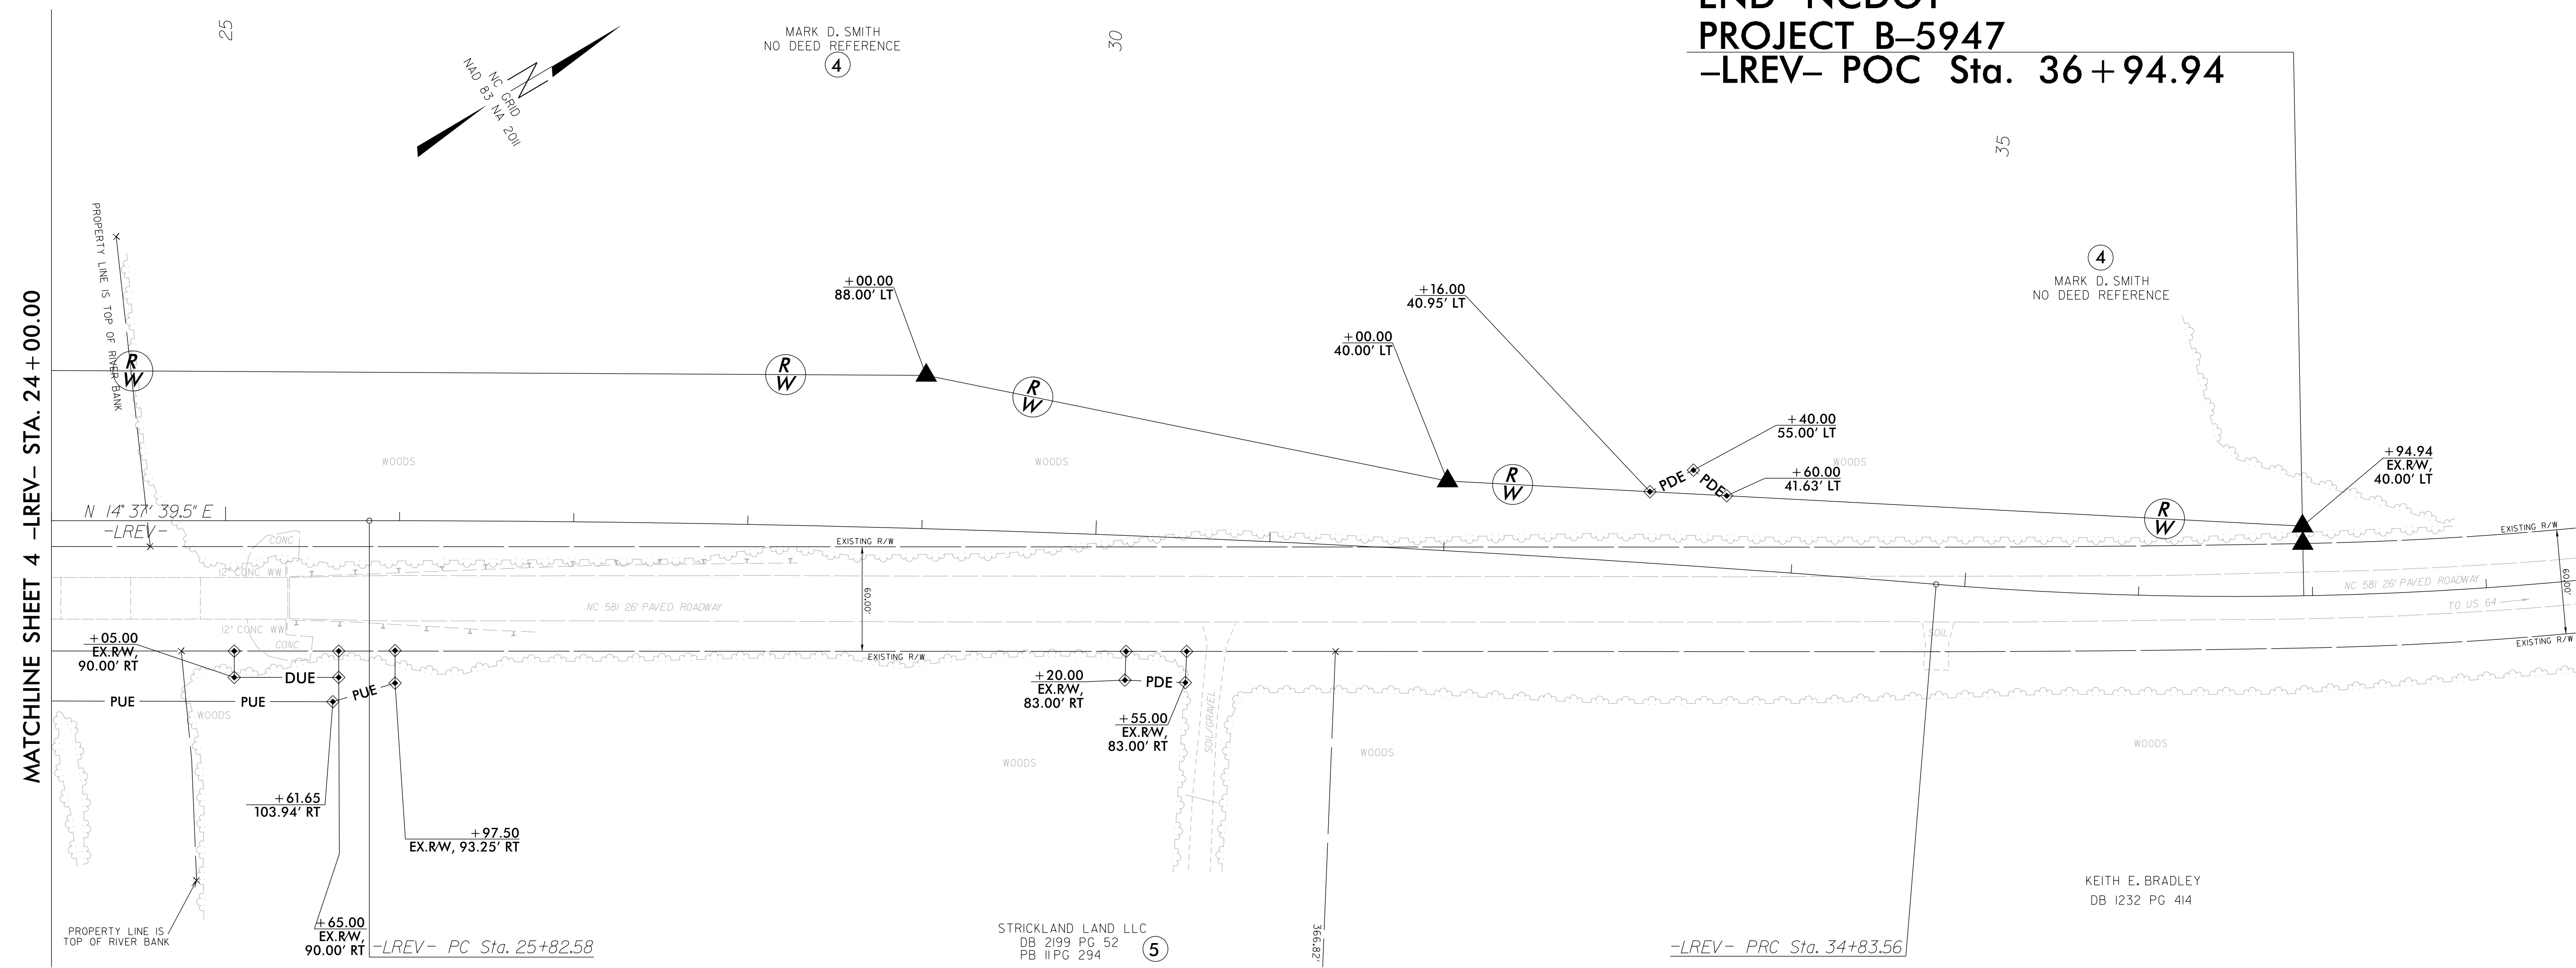 END NCDOT
PROJECT B–5947
–LREV– POC Sta. 36+94.94
25
30
35
MARK D. SMITH
NO DEED REFERENCE
4
NC GRID
NAD 83 NA 2011
N
MATCHLINE SHEET 4 –LREV– STA. 24+00.00
PROPERTY LINE IS TOP OF RIVER BANK
R
W
R
W
R
W
R
W
R
W
+00.00
88.00' LT
+00.00
40.00' LT
+16.00
40.95' LT
+40.00
55.00' LT
+60.00
41.63' LT
PDE
PDE
4
MARK D. SMITH
NO DEED REFERENCE
+94.94
EX.R/W,
40.00' LT
WOODS
WOODS
WOODS
N 14° 37' 39.5" E
-LREV-
CONC
12" CONC WW
EXISTING R/W
EXISTING R/W
60.00'
60.00'
NC 581 26' PAVED ROADWAY
NC 581 26' PAVED ROADWAY
TO US 64
12" CONC WW
CONC
SOIL
EXISTING R/W
EXISTING R/W
+05.00
EX.R/W,
90.00' RT
DUE
PUE
PUE
PUE
WOODS
+20.00
EX.R/W,
83.00' RT
PDE
+55.00
EX.R/W,
83.00' RT
SOIL/GRAVEL
WOODS
WOODS
WOODS
+61.65
103.94' RT
+97.50
EX.R/W, 93.25' RT
+65.00
EX.R/W,
90.00' RT
PROPERTY LINE IS
TOP OF RIVER BANK
-LREV- PC Sta. 25+82.58
STRICKLAND LAND LLC
DB 2199 PG 52
PB 11 PG 294
5
366.82'
-LREV- PRC Sta. 34+83.56
KEITH E. BRADLEY
DB 1232 PG 414